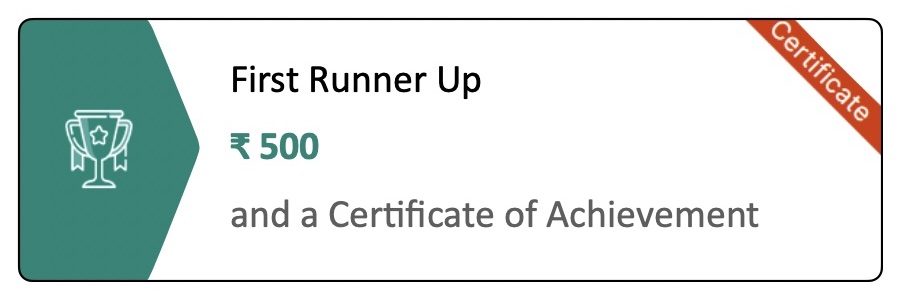 First Runner Up
Certificate
₹ 500
and a Certificate of Achievement